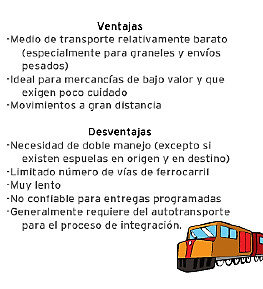 Ventajas
·Medio de transporte relativamente barato
(especialmente para graneles y envíos
pesados)
·Ideal para mercancías de bajo valor y que
exigen poco cuidado
·Movimientos a gran distancia
Desventajas
·Necesidad de doble manejo (excepto si
existen espuelas en origen y en destino)
·Limitado número de vías de ferrocarril
·Muy lento
·No confiable para entregas programadas
·Generalmente requiere del autotransporte
para el proceso de integración.